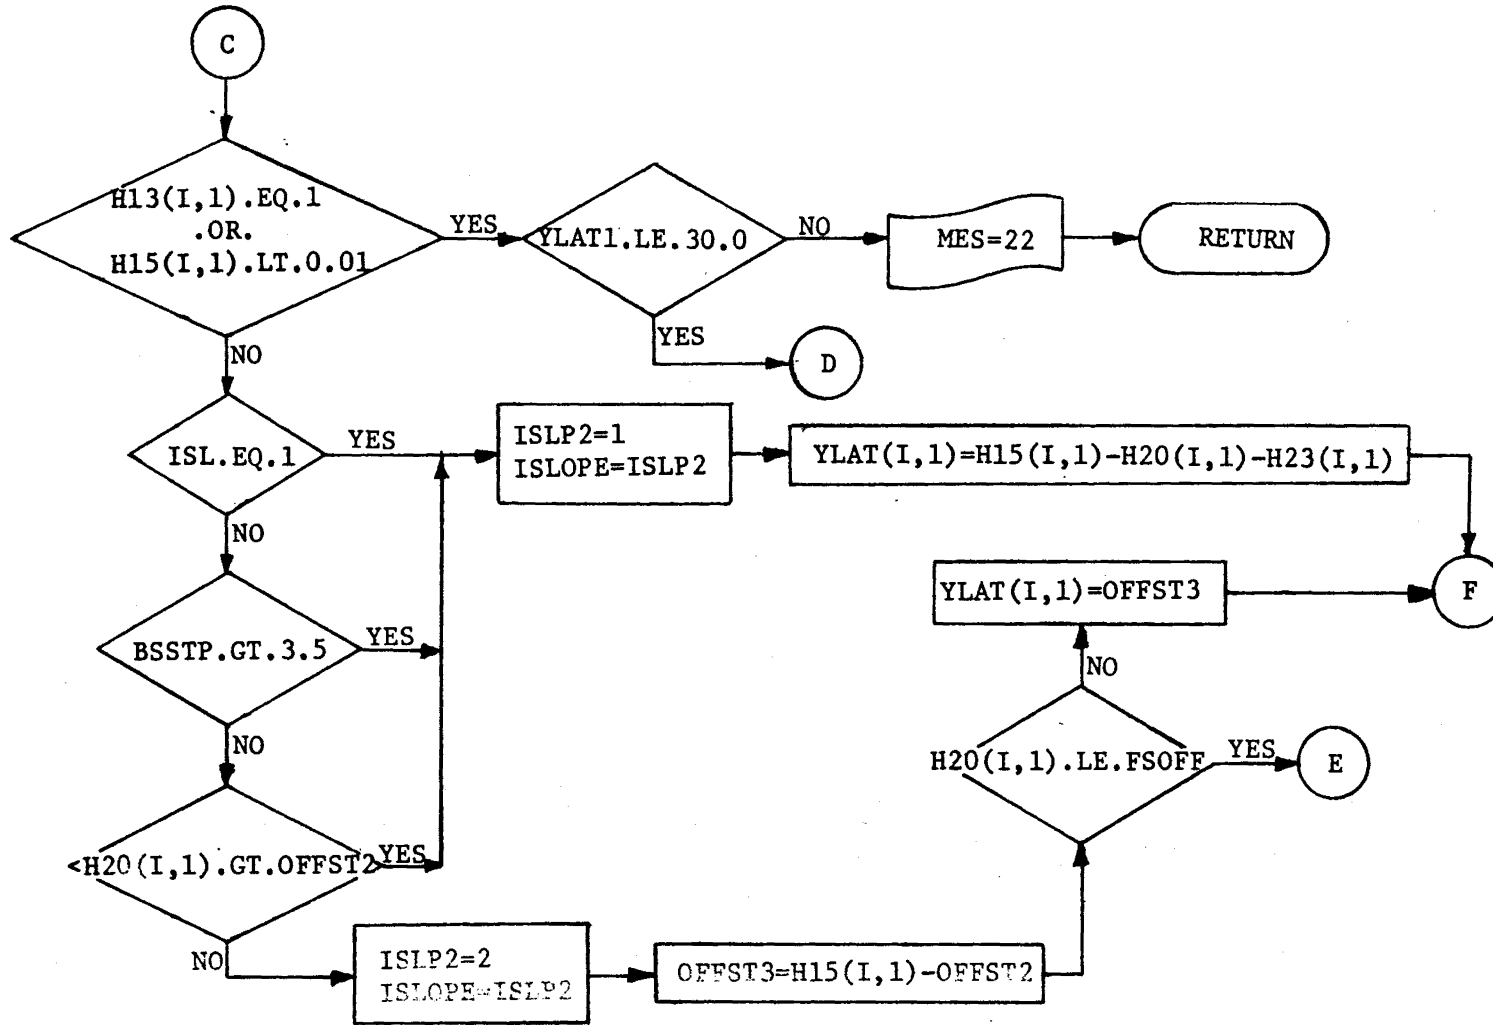 C
H13(I,1).EQ.1
.OR.
H15(I,1).LT.0.01
YES
YLAT1.LE.30.0
NO
MES=22
RETURN
YES
D
NO
ISL.EQ.1
YES
ISLP2=1
ISLOPE=ISLP2
YLAT(I,1)=H15(I,1)-H20(I,1)-H23(I,1)
NO
BSSTP.GT.3.5
YES
YLAT(I,1)=OFFST3
F
NO
NO
H20(I,1).LE.FSOFF
YES
E
<H20(I,1).GT.OFFST2
YES
NO
ISLP2=2
ISLOPE=ISLP2
OFFST3=H15(I,1)-OFFST2